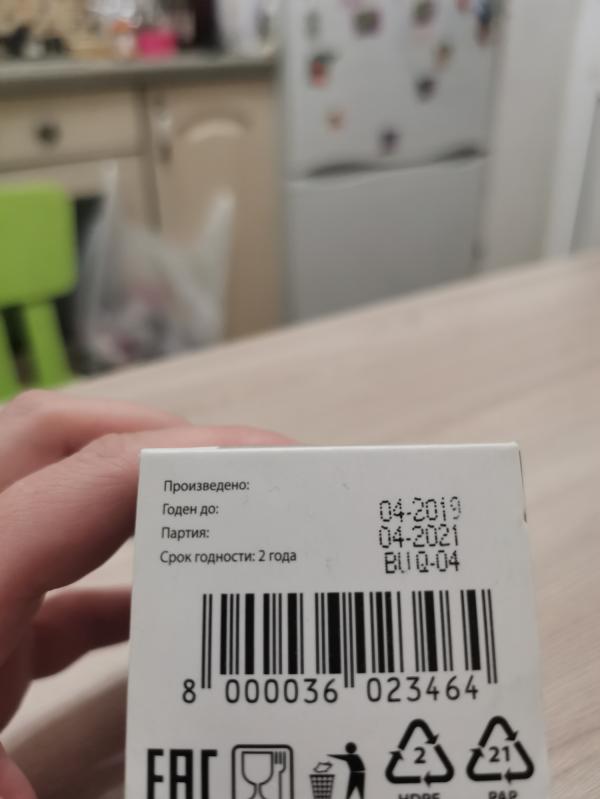 Произведено:
04-2019
Годен до:
04-2021
Партия:
BUQ-04
Срок годности: 2 года
8 000036 023464
EAC
2
21
HDPE
PAP